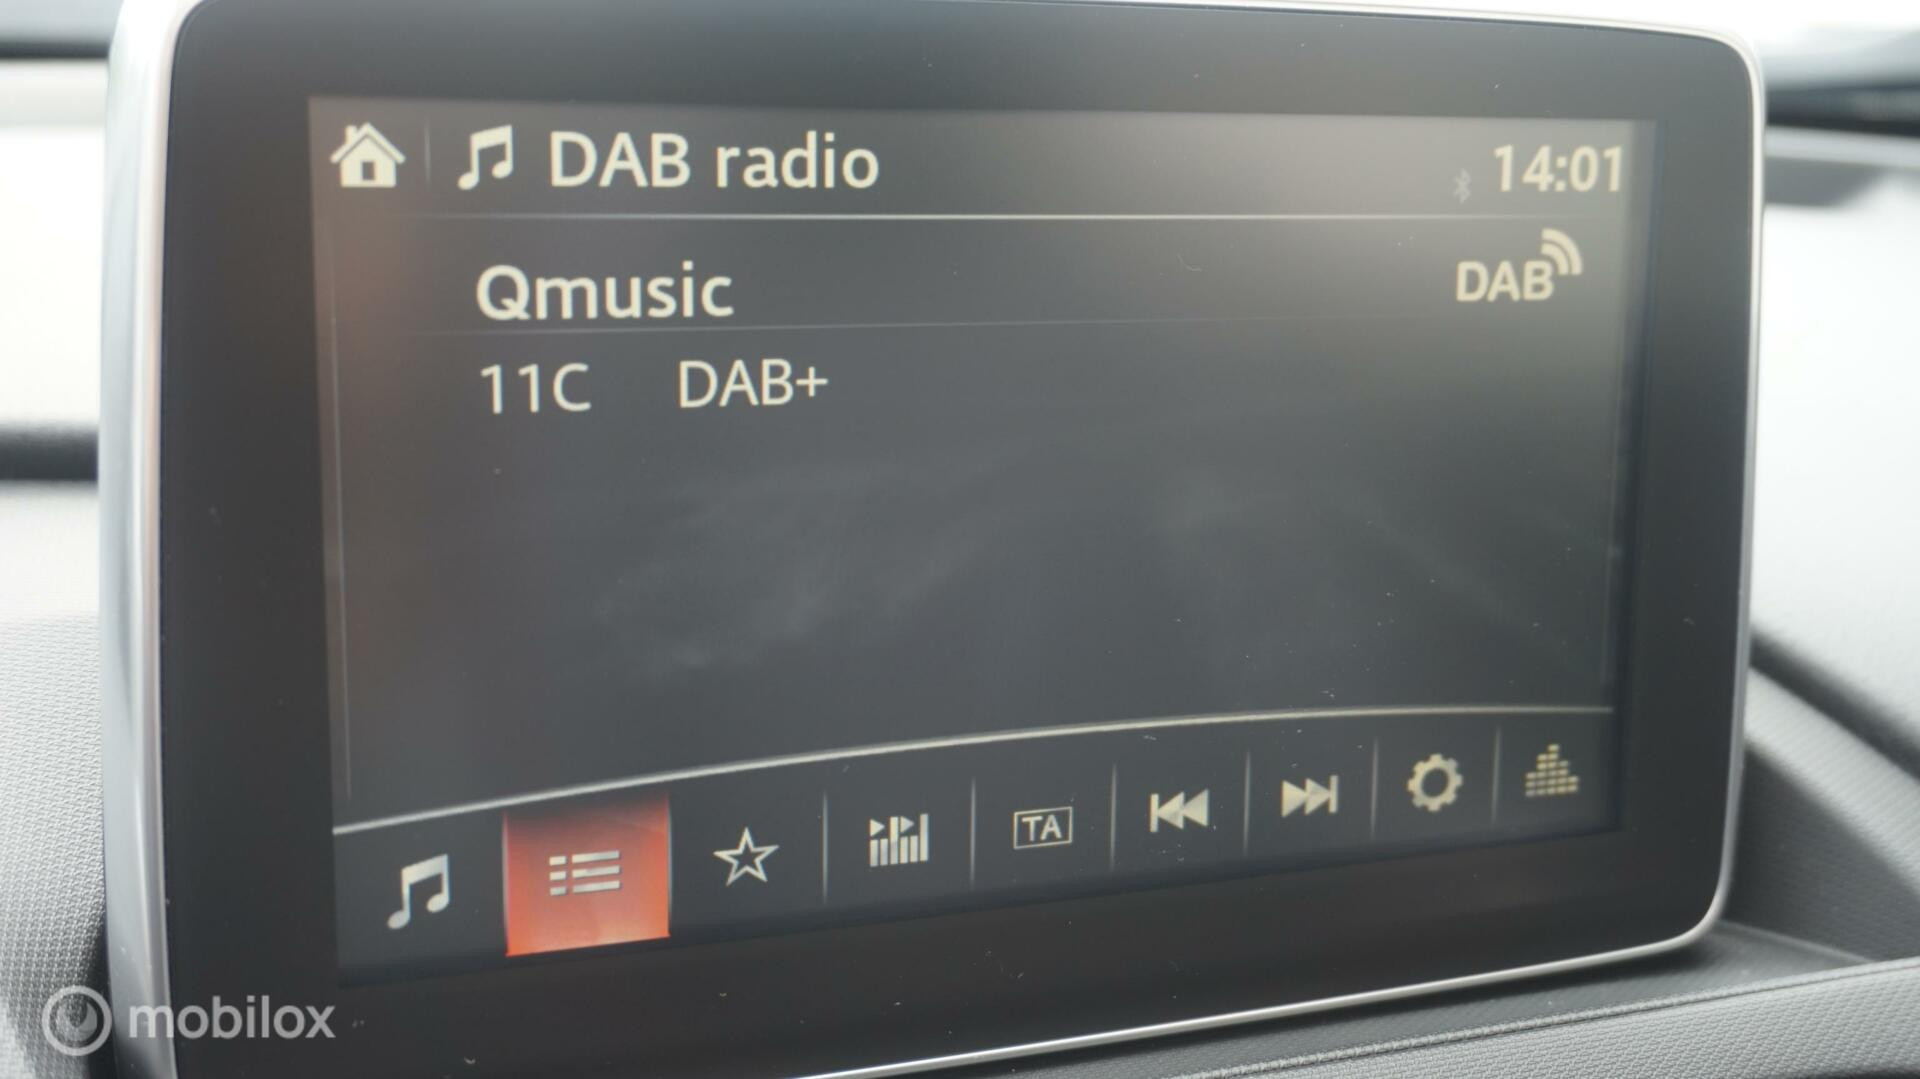 DAB radio
14:01
Qmusic
DAB
11C DAB+
TA
mobilox